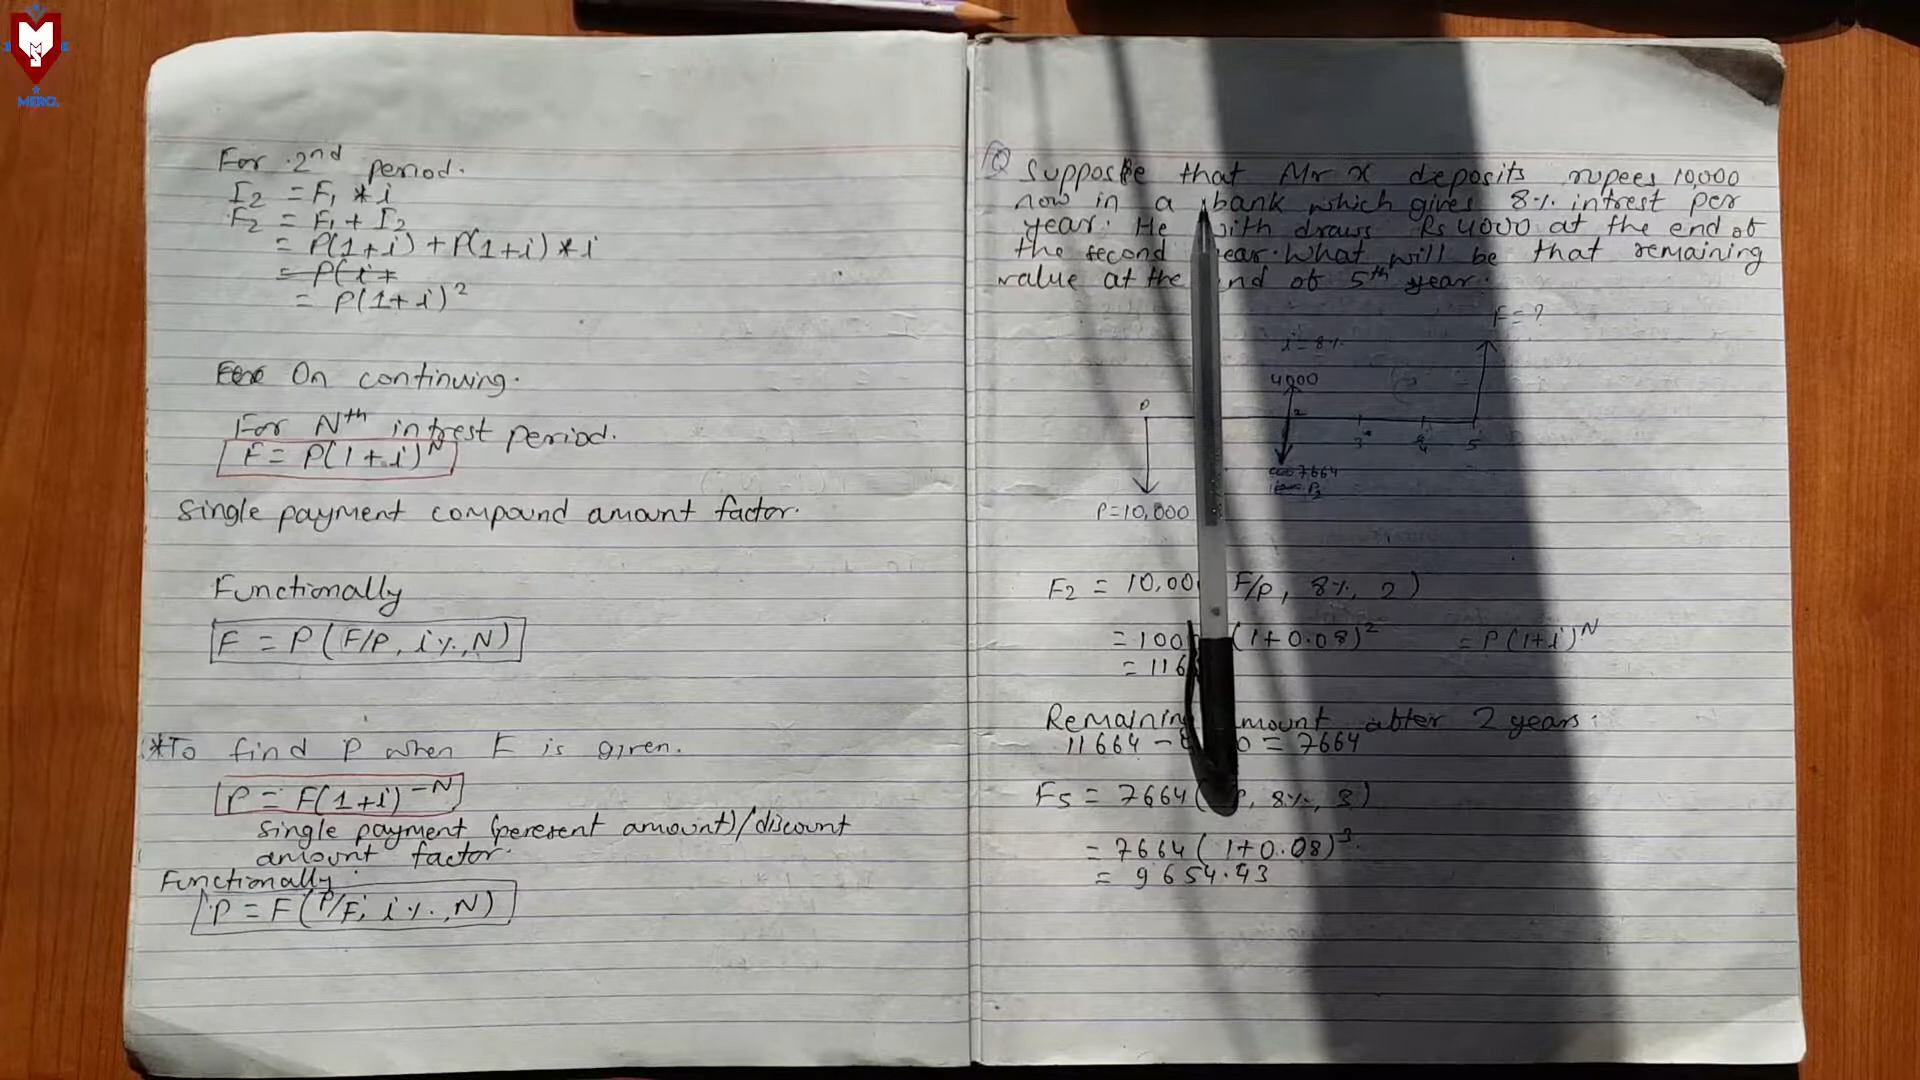 MS
MERO.
For 2nd period.
I2 = F1 * i
F2 = F1 + I2
= P(1+i) + P(1+i) * i
= P(i+
= P(1+i)²
On continuing.
For Nth intrest period.
F = P(1+i)^N
Single payment compound amount factor.
Functionally
F = P(F/P, i%, N)
*To find P when F is given.
P = F(1+i)^-N
Single payment (peresent amount)/discount
amount factor.
Functionally.
P = F(P/F, i%., N)
Q Suppose that Mr X deposits rupees 10,000
now in a bank which gives 8% intrest per
year. He with draws Rs 4000 at the end of
the second year. What will be that remaining
value at the end of 5th year.
F = ?
i = 8%
4000
0
2
3
4
5
7664
P=10,000
F2 = 10,00 F/P, 8%, 2)
= 100 (1+0.08)² = P(1+i)^N
= 116
Remainin mount after 2 years:
11664 - 0 = 7664
F5 = 7664( , 8%, 3)
= 7664(1+0.08)³
= 9654.43